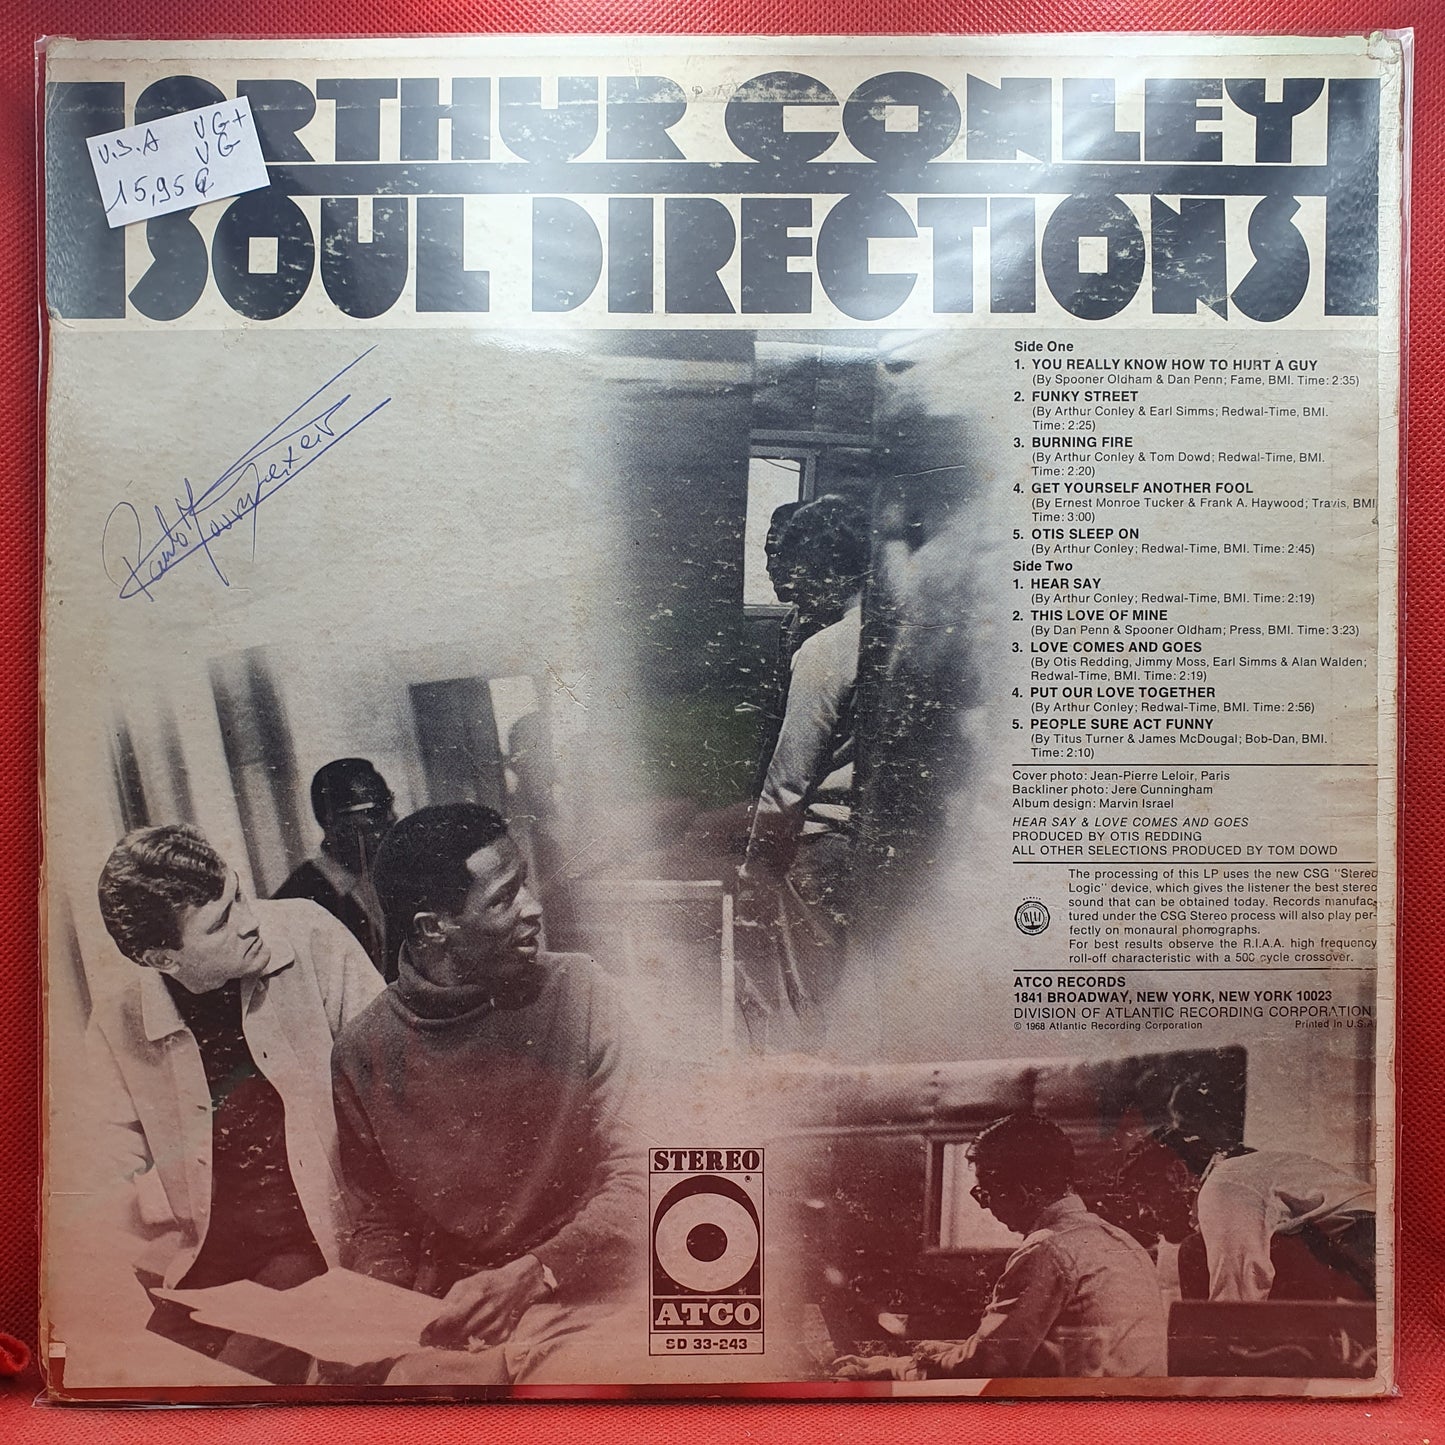 ARTHUR CONLEY
SOUL DIRECTIONS
U.S.A VG+
VG
15,95 €
Side One
1. YOU REALLY KNOW HOW TO HURT A GUY
(By Spooner Oldham & Dan Penn; Fame, BMI. Time: 2:35)
2. FUNKY STREET
(By Arthur Conley & Earl Simms; Redwal-Time, BMI.
Time: 2:25)
3. BURNING FIRE
(By Arthur Conley & Tom Dowd; Redwal-Time, BMI.
Time: 2:20)
4. GET YOURSELF ANOTHER FOOL
(By Ernest Monroe Tucker & Frank A. Haywood; Travis, BMI
Time: 3:00)
5. OTIS SLEEP ON
(By Arthur Conley; Redwal-Time, BMI. Time: 2:45)
Side Two
1. HEAR SAY
(By Arthur Conley; Redwal-Time, BMI. Time: 2:19)
2. THIS LOVE OF MINE
(By Dan Penn & Spooner Oldham; Press, BMI. Time: 3:23)
3. LOVE COMES AND GOES
(By Otis Redding, Jimmy Moss, Earl Simms & Alan Walden;
Redwal-Time, BMI. Time: 2:19)
4. PUT OUR LOVE TOGETHER
(By Arthur Conley; Redwal-Time, BMI. Time: 2:56)
5. PEOPLE SURE ACT FUNNY
(By Titus Turner & James McDougal; Bob-Dan, BMI.
Time: 2:10)
Cover photo: Jean-Pierre Leloir, Paris
Backliner photo: Jere Cunningham
Album design: Marvin Israel
HEAR SAY & LOVE COMES AND GOES
PRODUCED BY OTIS REDDING
ALL OTHER SELECTIONS PRODUCED BY TOM DOWD
The processing of this LP uses the new CSG "Stereo
Logic" device, which gives the listener the best stereo
sound that can be obtained today. Records manufac-
tured under the CSG Stereo process will also play per-
fectly on monaural phonographs.
For best results observe the R.I.A.A. high frequency
roll-off characteristic with a 500 cycle crossover.
ATCO RECORDS
1841 BROADWAY, NEW YORK, NEW YORK 10023
DIVISION OF ATLANTIC RECORDING CORPORATION
© 1968 Atlantic Recording Corporation Printed in U.S.A.
STEREO
®
ATCO
SD 33-243